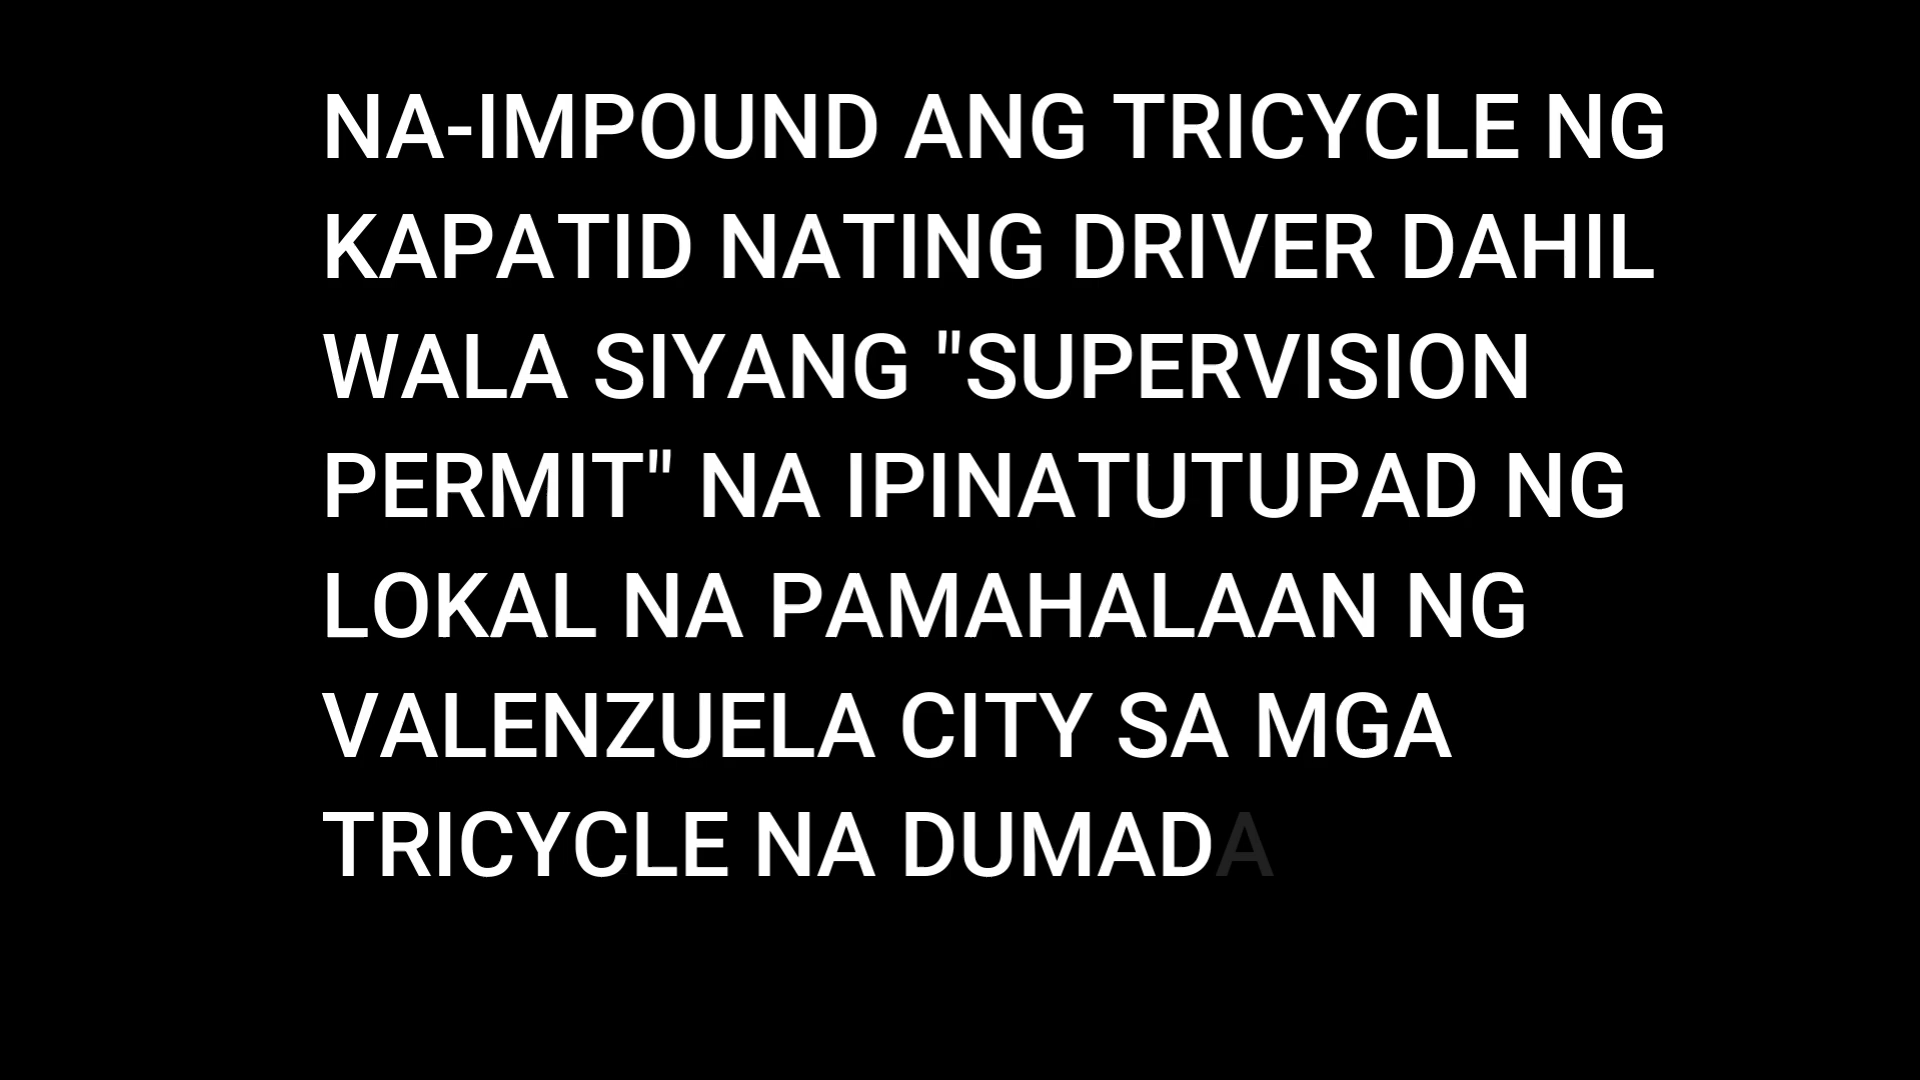 NA-IMPOUND ANG TRICYCLE NG
KAPATID NATING DRIVER DAHIL
WALA SIYANG "SUPERVISION
PERMIT" NA IPINATUTUPAD NG
LOKAL NA PAMAHALAAN NG
VALENZUELA CITY SA MGA
TRICYCLE NA DUMADA